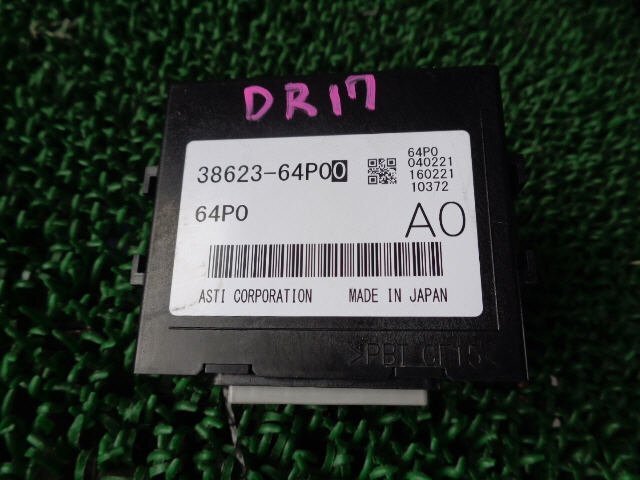 DR17
38623-64P00
64P0
040221
160221
10372
64P0
A0
ASTI CORPORATION MADE IN JAPAN
>PBT GF15<